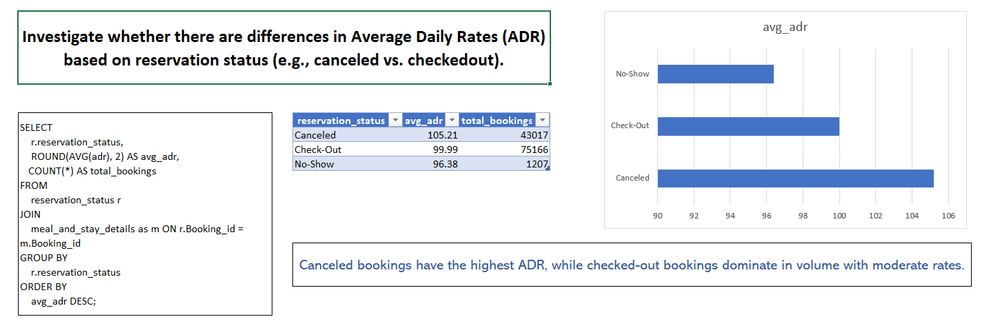 Investigate whether there are differences in Average Daily Rates (ADR)
based on reservation status (e.g., canceled vs. checkedout).
SELECT
r.reservation_status,
ROUND(AVG(adr), 2) AS avg_adr,
COUNT(*) AS total_bookings
FROM
reservation_status r
JOIN
meal_and_stay_details as m ON r.Booking_id =
m.Booking_id
GROUP BY
r.reservation_status
ORDER BY
avg_adr DESC;
reservation_status avg_adr total_bookings
Canceled 105.21 43017
Check-Out 99.99 75166
No-Show 96.38 1207
avg_adr
No-Show
Check-Out
Canceled
90 92 94 96 98 100 102 104 106
Canceled bookings have the highest ADR, while checked-out bookings dominate in volume with moderate rates.